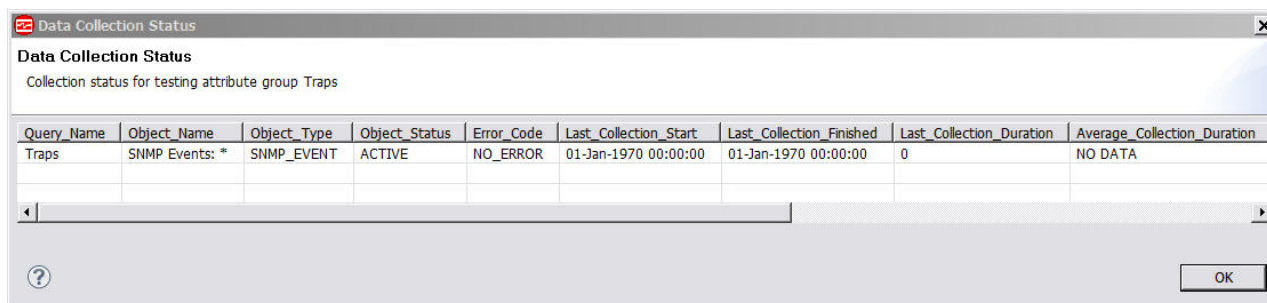 Data Collection Status
Data Collection Status
Collection status for testing attribute group Traps
Query_Name Object_Name Object_Type Object_Status Error_Code Last_Collection_Start Last_Collection_Finished Last_Collection_Duration Average_Collection_Duration
Traps SNMP Events: * SNMP_EVENT ACTIVE NO_ERROR 01-Jan-1970 00:00:00 01-Jan-1970 00:00:00 0 NO DATA
?
OK